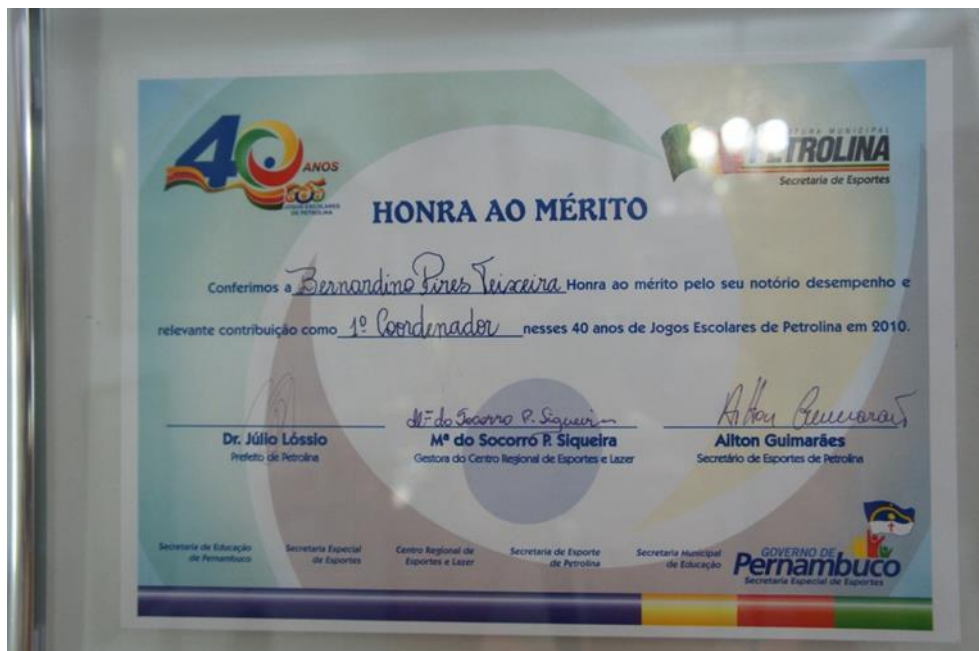 40 ANOS
JOGOS ESCOLARES
DE PETROLINA
PREFEITURA MUNICIPAL
PETROLINA
Secretaria de Esportes
HONRA AO MÉRITO
Conferimos a Bernardino Pires Teixeira Honra ao mérito pelo seu notório desempenho e
relevante contribuição como 1º Coordenador nesses 40 anos de Jogos Escolares de Petrolina em 2010.
Mª do Socorro P. Siqueira
Ailton Guimarães
Dr. Júlio Lóssio
Prefeito de Petrolina
Mª do Socorro P. Siqueira
Gestora do Centro Regional de Esportes e Lazer
Ailton Guimarães
Secretário de Esportes de Petrolina
Secretaria de Educação
de Pernambuco
Secretaria Especial
de Esportes
Centro Regional de
Esportes e Lazer
Secretaria de Esporte
de Petrolina
Secretaria Municipal
de Educação
GOVERNO DE
Pernambuco
Secretaria Especial de Esportes